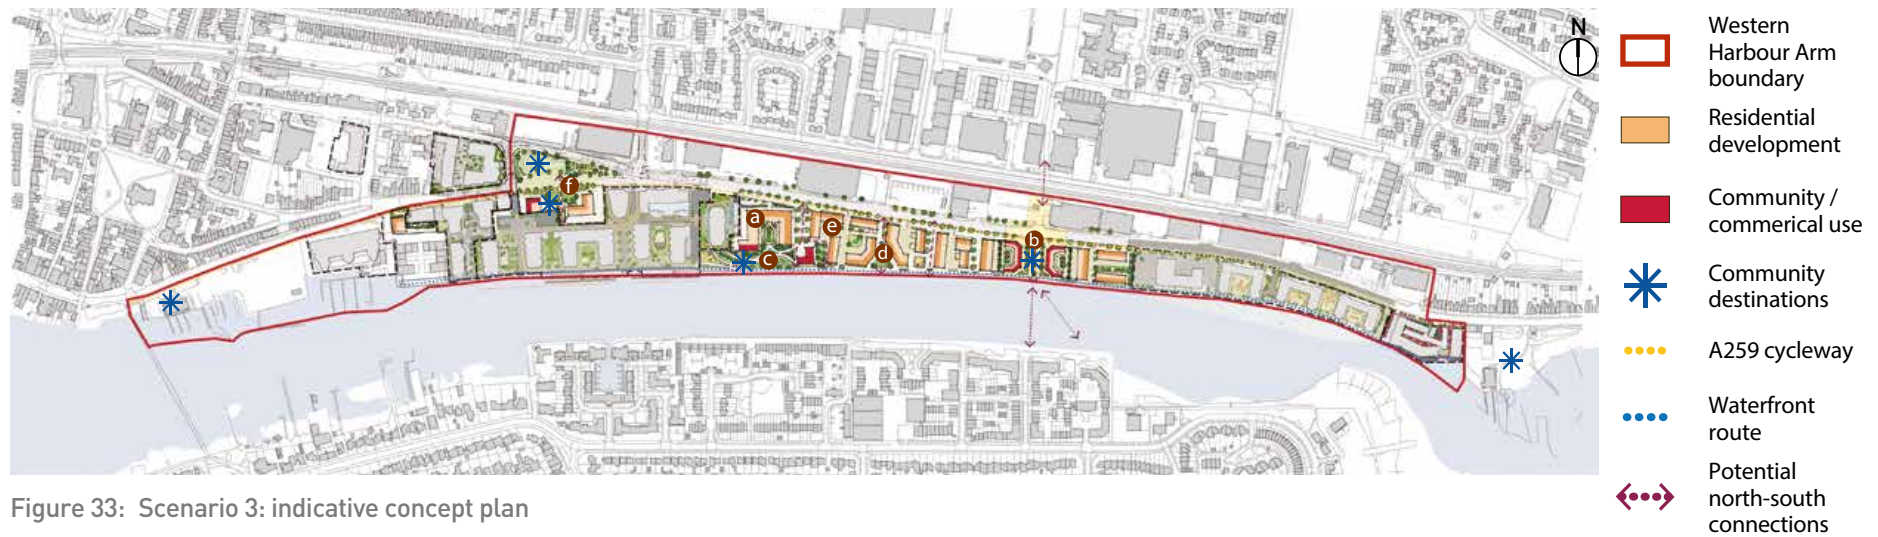 N
f
a
e
b
d
c
Western
Harbour Arm
boundary
Residential
development
Community /
commerical use
Community
destinations
A259 cycleway
Waterfront
route
Potential
north-south
connections
Figure 33: Scenario 3: indicative concept plan